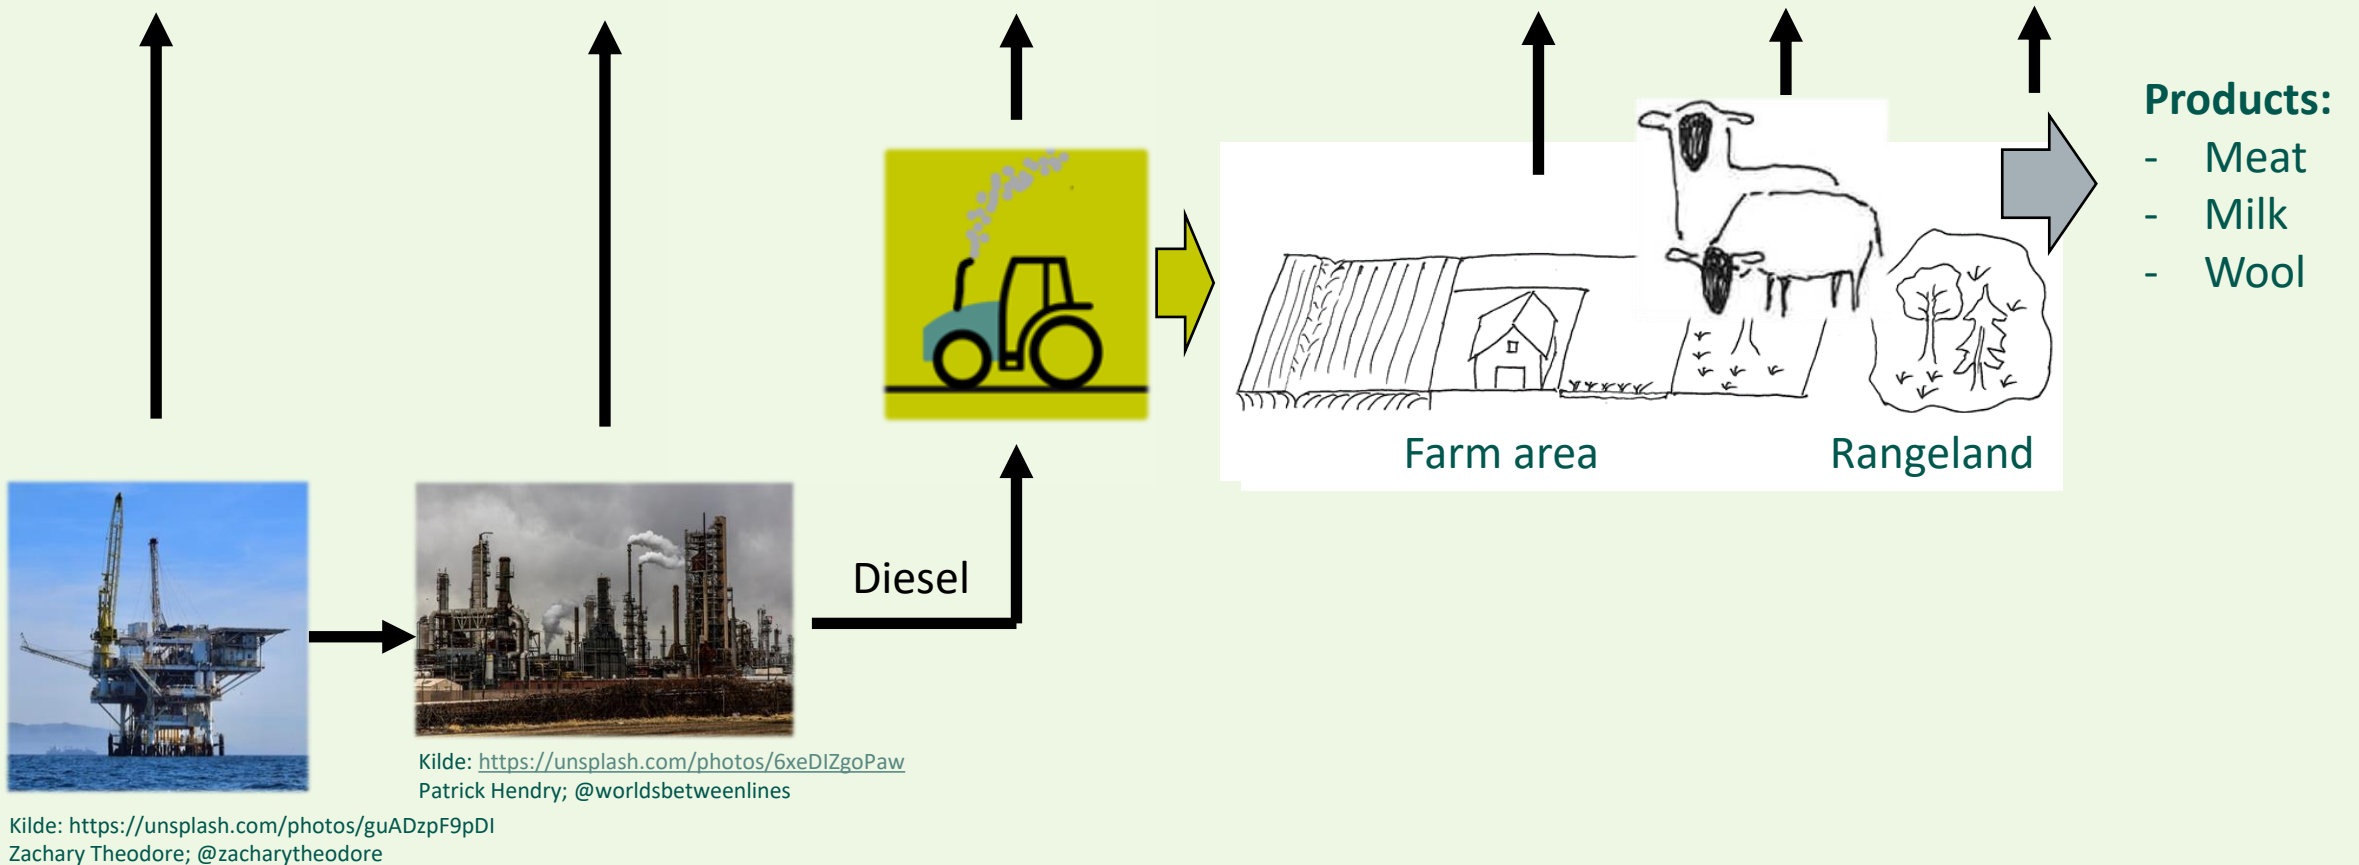 Products:
- Meat
- Milk
- Wool
Farm area
Rangeland
Diesel
Kilde: https://unsplash.com/photos/6xeDIZgoPaw
Patrick Hendry; @worldsbetweenlines
Kilde: https://unsplash.com/photos/guADzpF9pDI
Zachary Theodore; @zacharytheodore